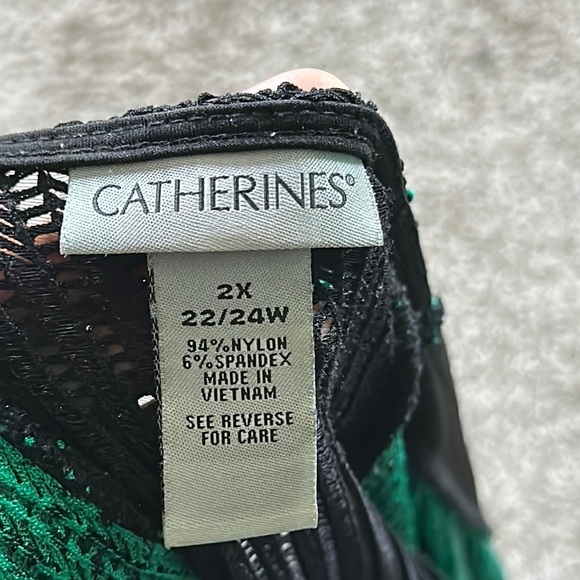 CATHERINES®
2X
22/24W
94%NYLON
6%SPANDEX
MADE IN
VIETNAM
SEE REVERSE
FOR CARE